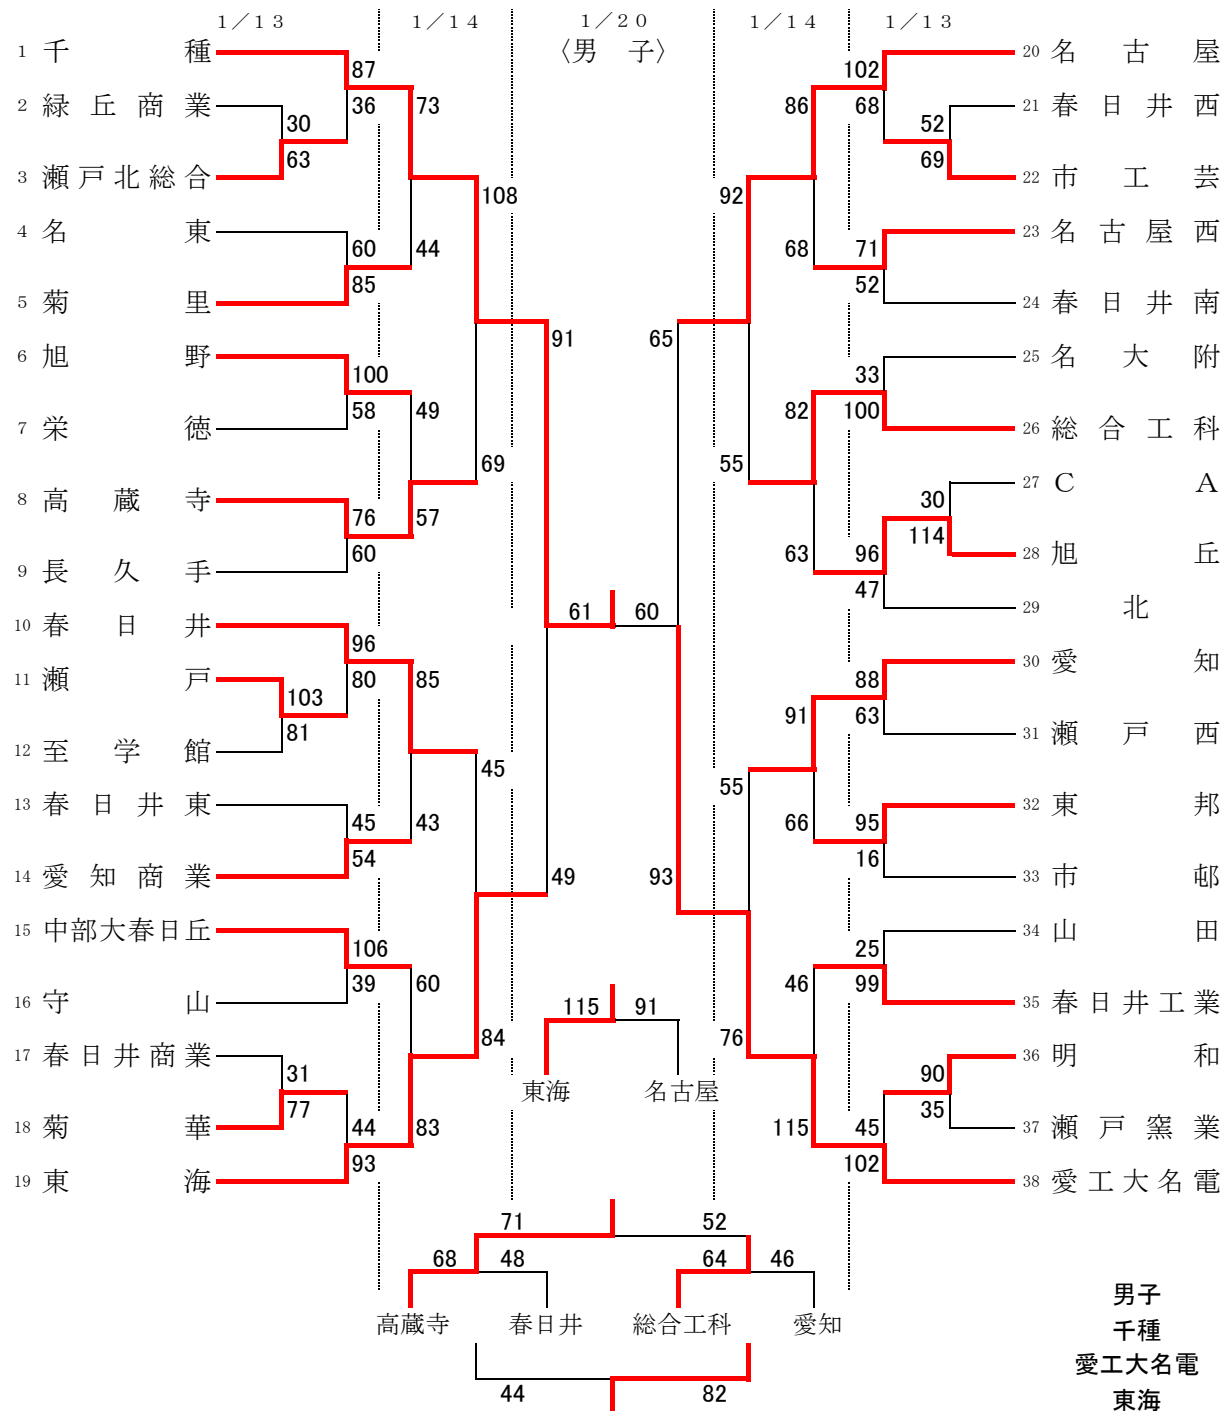 1／13 1／14 1／20 1／14 1／13
〈男 子〉
1 千種
2 緑丘商業
3 瀬戸北総合
4 名東
5 菊里
6 旭野
7 栄徳
8 高蔵寺
9 長久手
10 春日井
11 瀬戸
12 至学館
13 春日井東
14 愛知商業
15 中部大春日丘
16 守山
17 春日井商業
18 菊華
19 東海
87
36
30
63
73
44
60
85
108
100
58
49
57
76
60
69
91
96
80
103
81
85
43
45
54
45
49
106
39
60
83
31
77
44
93
84
61 60
20 名古屋
21 春日井西
22 市工芸
23 名古屋西
24 春日井南
25 名大附
26 総合工科
27 ＣＡ
28 旭丘
29 北
30 愛知
31 瀬戸西
32 東邦
33 市邨
34 山田
35 春日井工業
36 明和
37 瀬戸窯業
38 愛工大名電
102
68
52
69
86
68
71
52
92
65
33
100
82
63
30
114
96
47
55
88
63
91
66
95
16
55
93
25
99
46
115
90
35
45
102
76
115 91
東海 名古屋
71 52
68 48 64 46
高蔵寺 春日井 総合工科 愛知
44 82
男子
千種
愛工大名電
東海